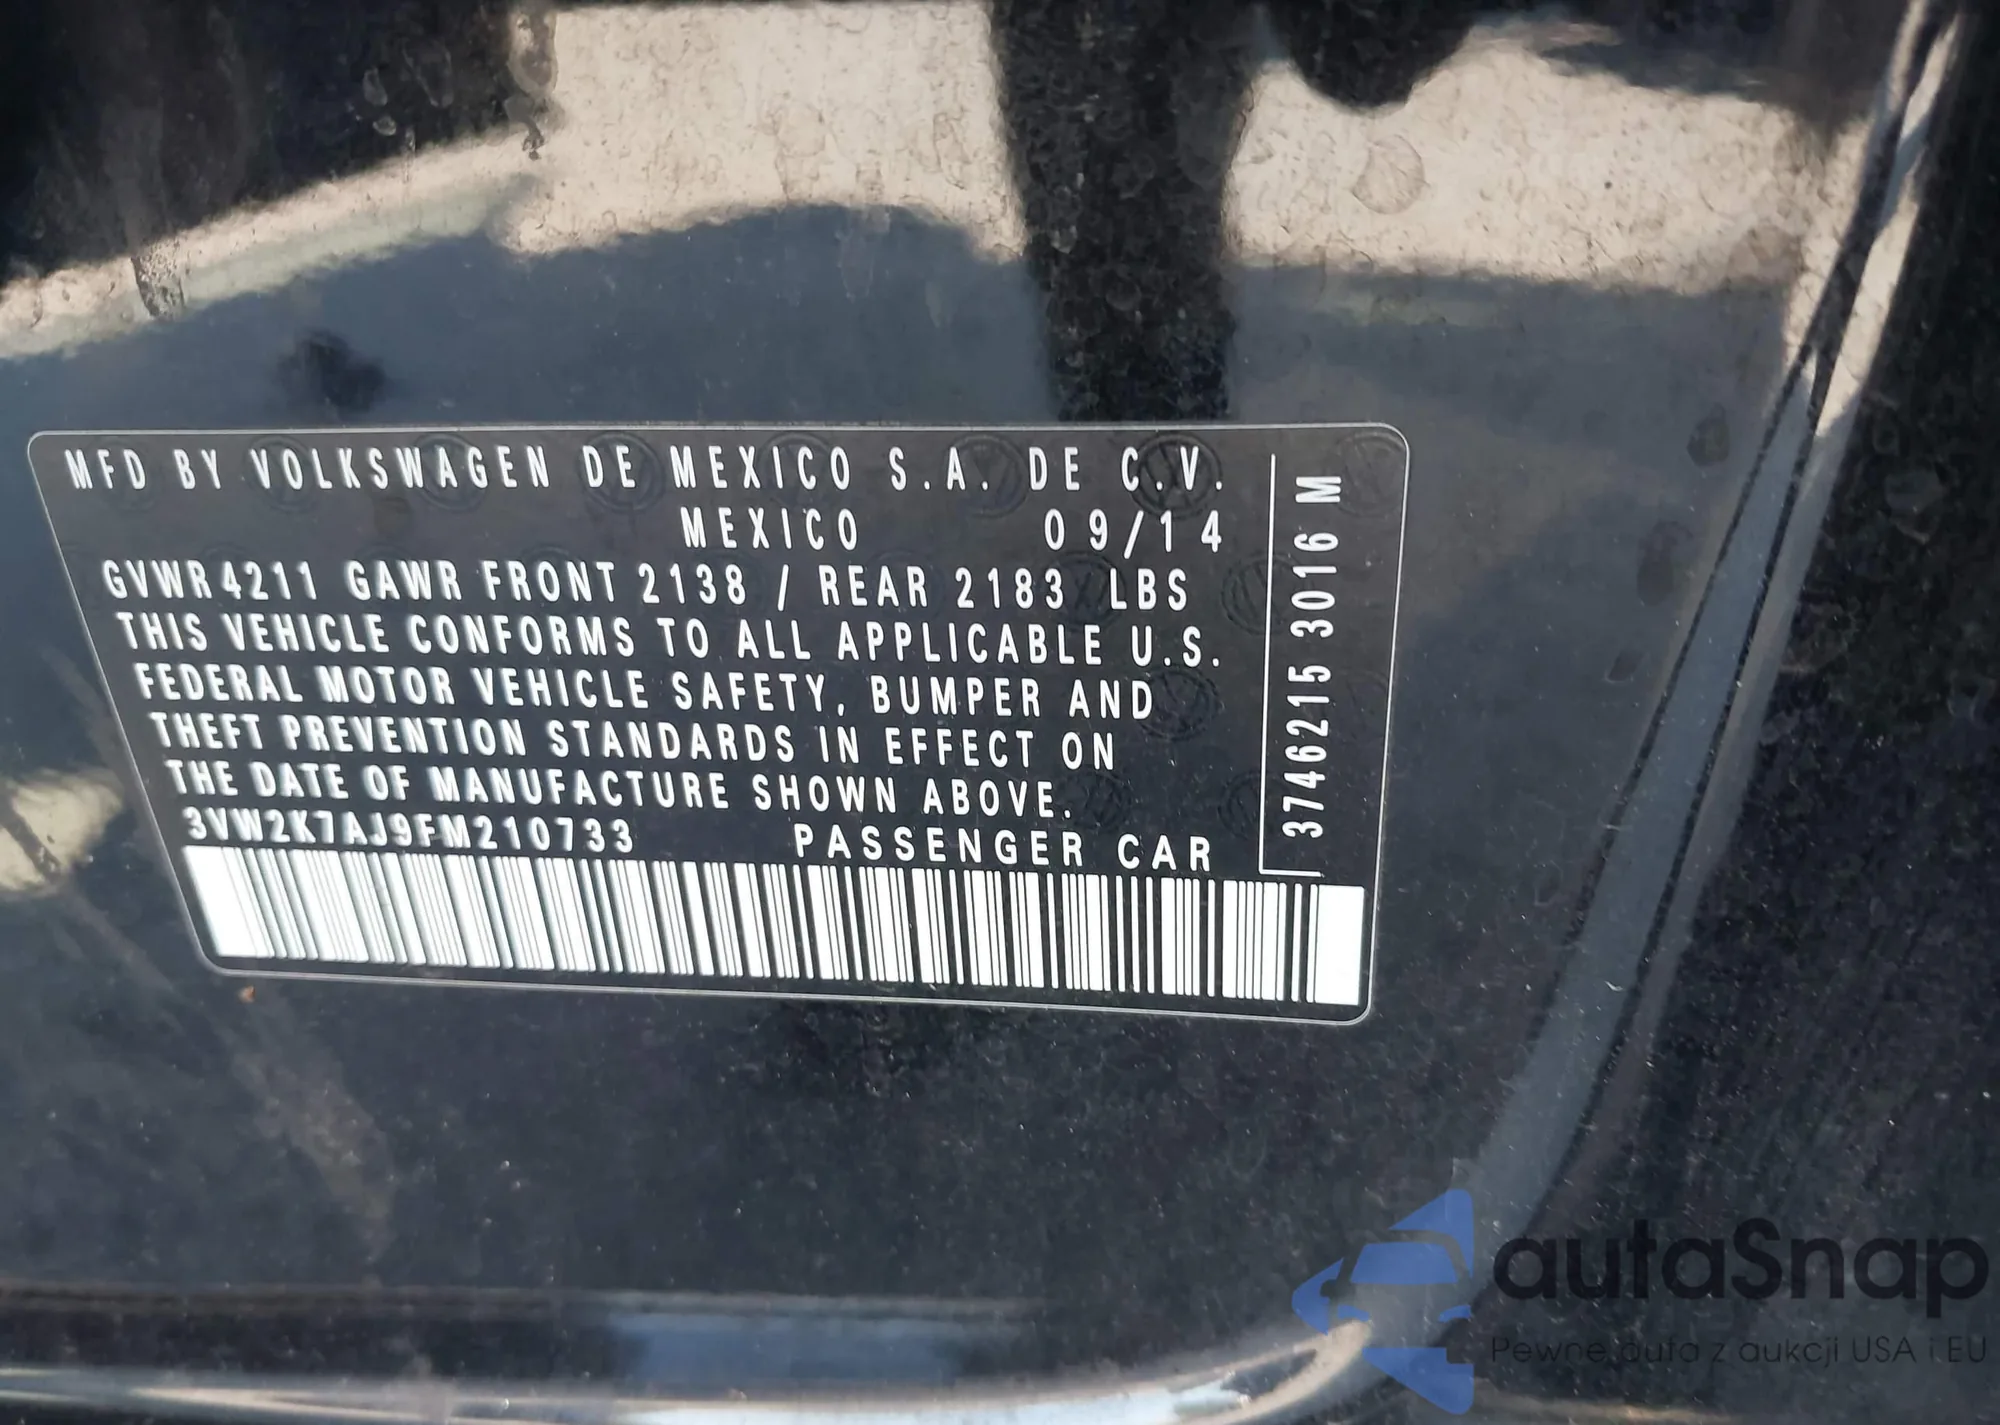 MFD BY VOLKSWAGEN DE MEXICO S.A. DE C.V.
MEXICO 09/14
GVWR 4211 GAWR FRONT 2138 / REAR 2183 LBS
THIS VEHICLE CONFORMS TO ALL APPLICABLE U.S.
FEDERAL MOTOR VEHICLE SAFETY, BUMPER AND
THEFT PREVENTION STANDARDS IN EFFECT ON
THE DATE OF MANUFACTURE SHOWN ABOVE.
3VW2K7AJ9FM210733 PASSENGER CAR
3746215 3016 M
autaSnap
Pewne auta z aukcji USA i EU